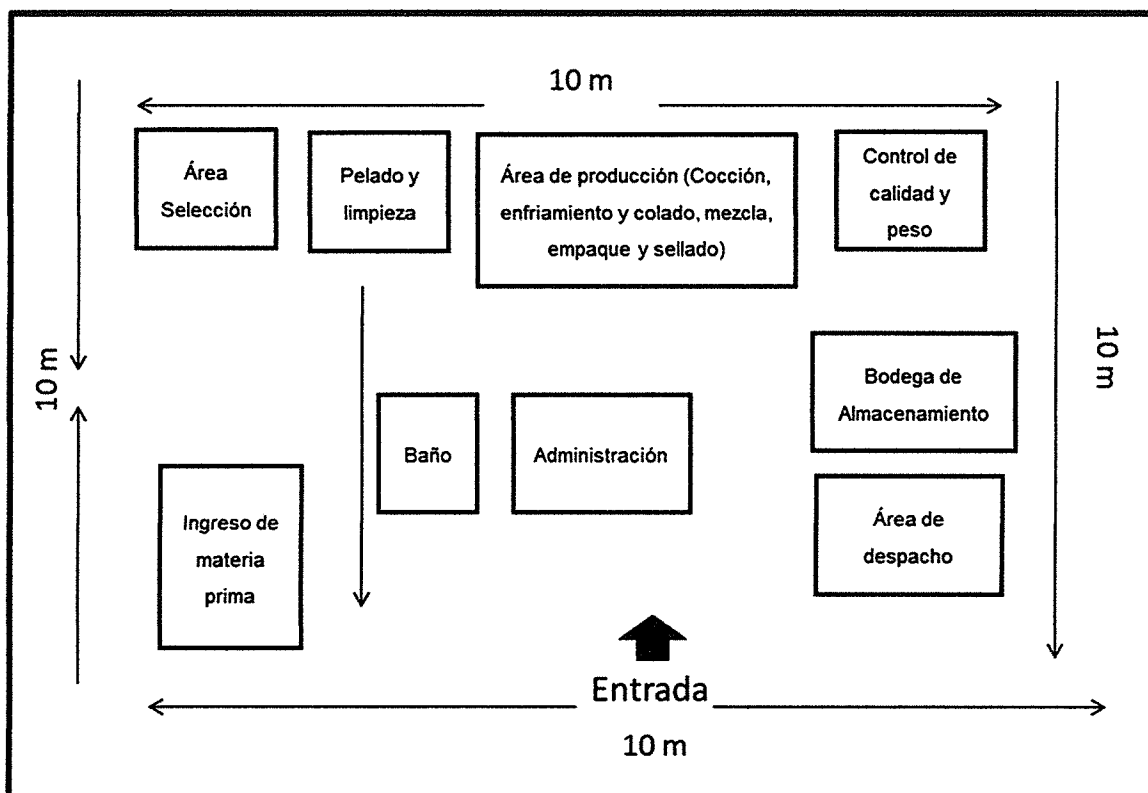 10 m
Área
Selección
Pelado y
limpieza
Área de producción (Cocción,
enfriamiento y colado, mezcla,
empaque y sellado)
Control de
calidad y
peso
10 m
10 m
Bodega de
Almacenamiento
Baño
Administración
Ingreso de
materia
prima
Área de
despacho
Entrada
10 m